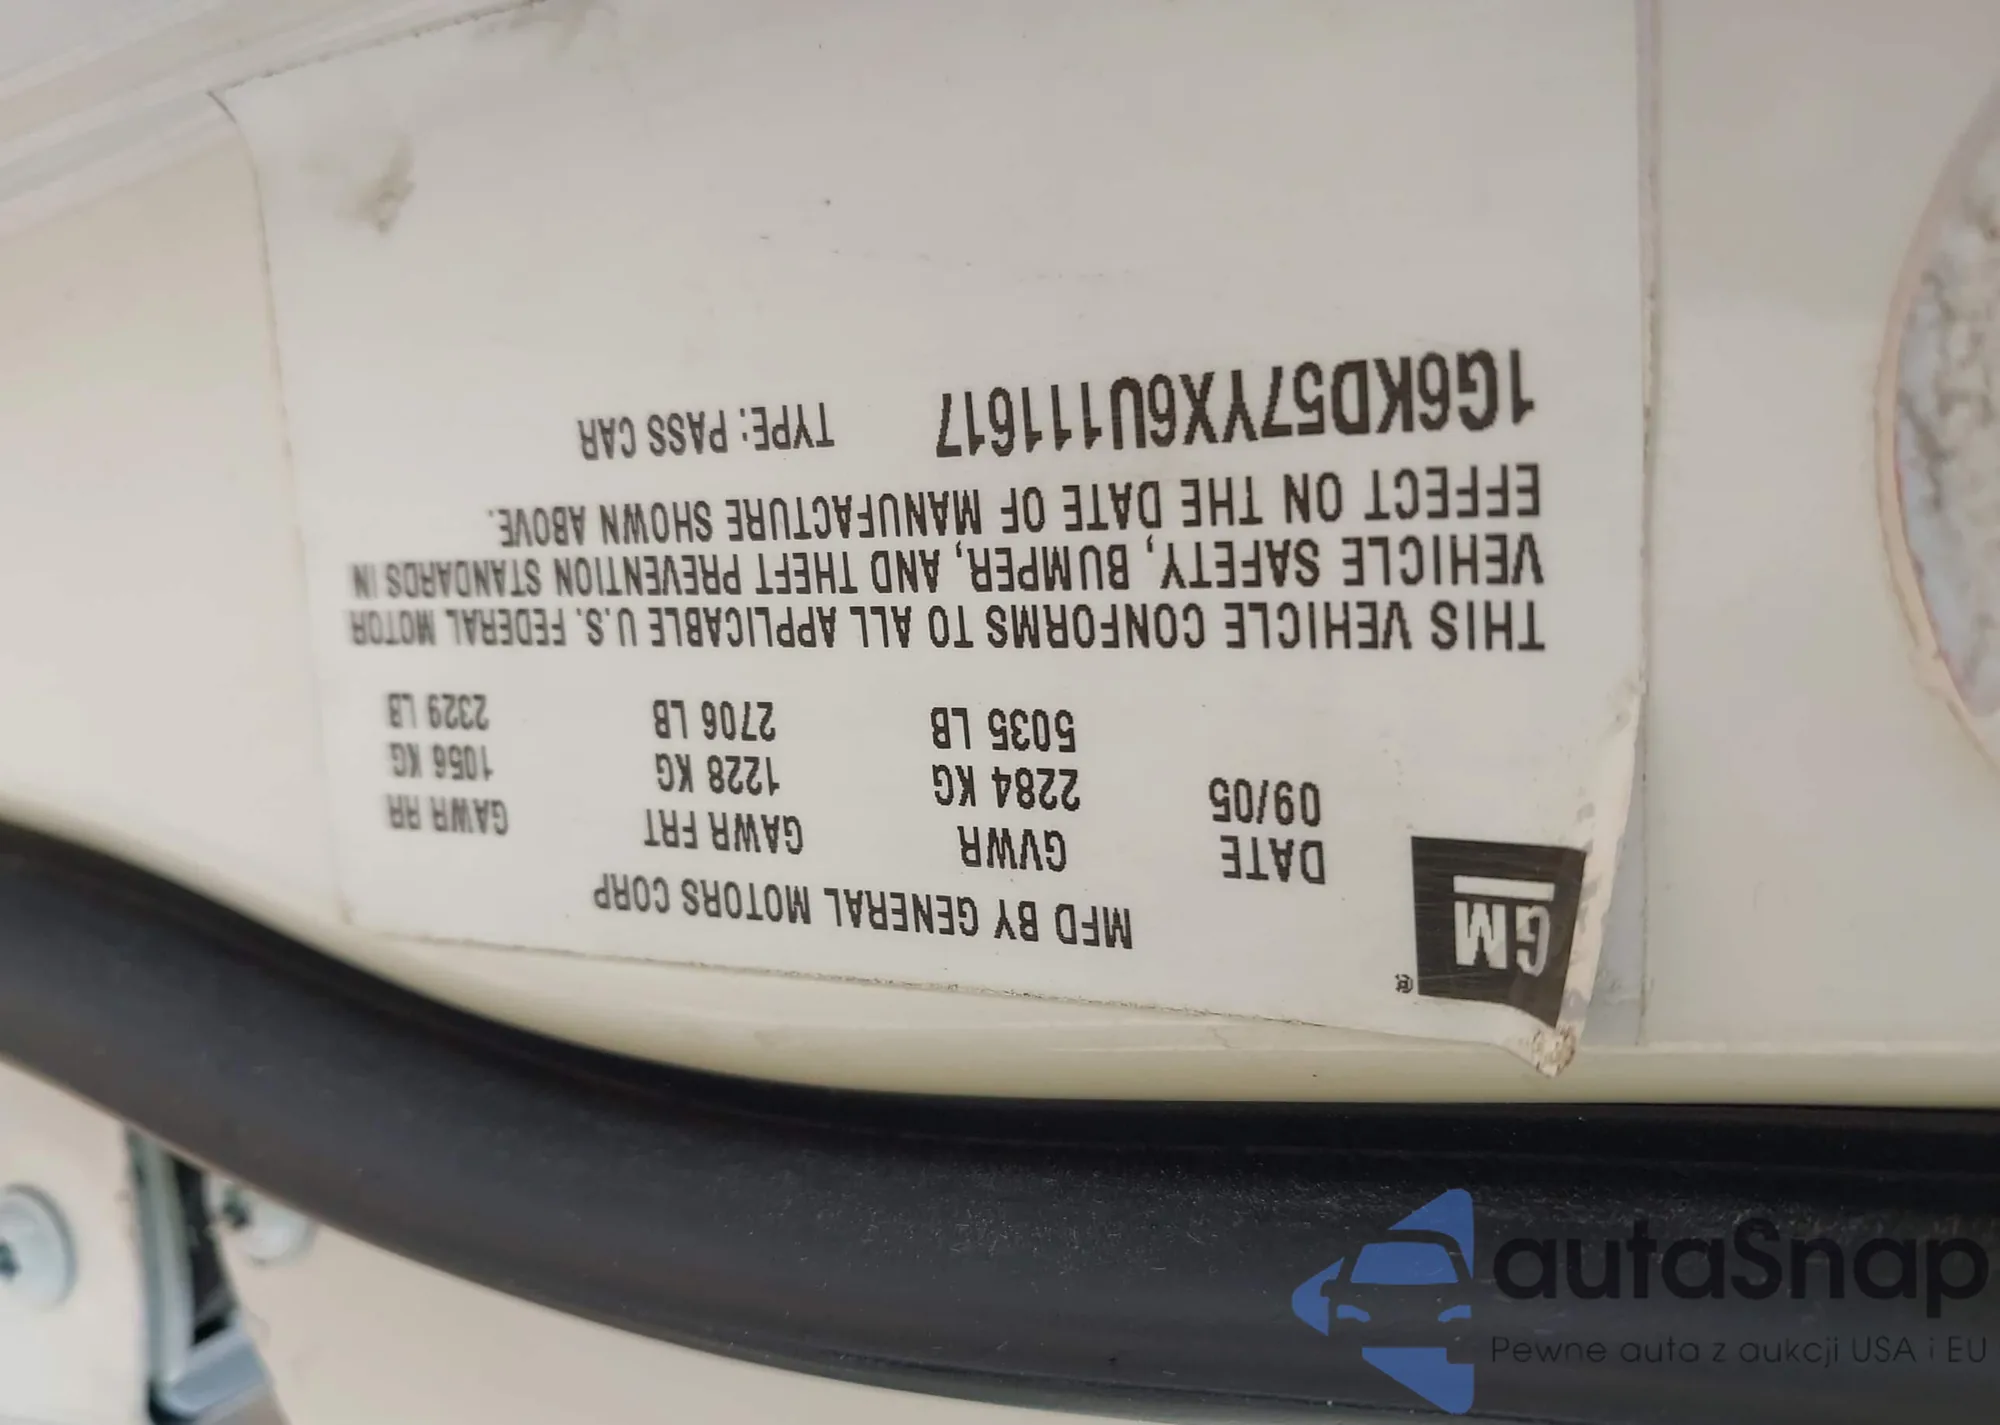 GM
®
MFD BY GENERAL MOTORS CORP
DATE GVWR GAWR FRT GAWR RR
09/05 2284 KG 1228 KG 1056 KG
5035 LB 2706 LB 2329 LB
THIS VEHICLE CONFORMS TO ALL APPLICABLE U.S. FEDERAL MOTOR
VEHICLE SAFETY, BUMPER, AND THEFT PREVENTION STANDARDS IN
EFFECT ON THE DATE OF MANUFACTURE SHOWN ABOVE.
1G6KD57YX6U111617 TYPE: PASS CAR
autaSnap
Pewne auta z aukcji USA i EU